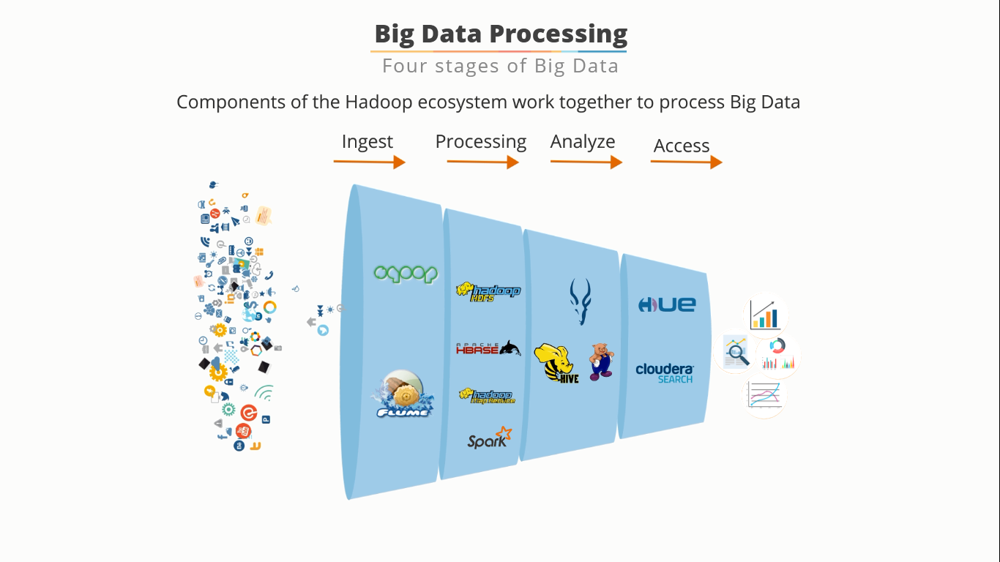 Big Data Processing
Four stages of Big Data
Components of the Hadoop ecosystem work together to process Big Data
Ingest
Processing
Analyze
Access
oqoop
FLUME
hadoop
HDFS
APACHE
HBASE
hadoop
MapReduce
Spark
HIVE
HUE
cloudera
SEARCH